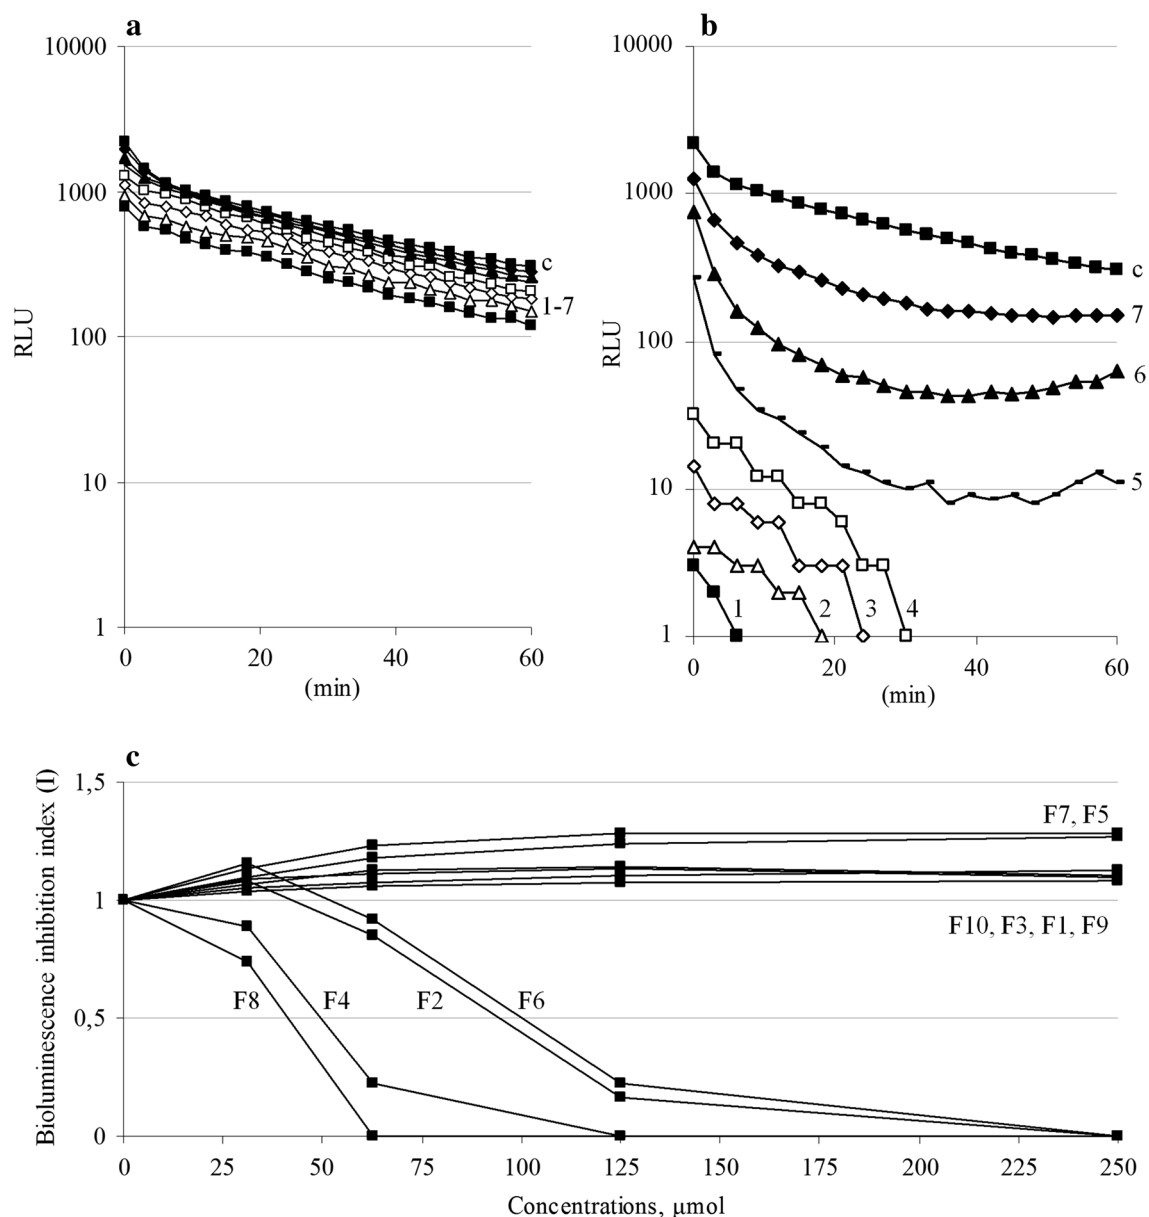 a
10000
1000
100
10
1
RLU
0
20
40
60
(min)
c
1-7
b
10000
1000
100
10
1
RLU
0
20
40
60
(min)
c
7
6
5
1
2
3
4
c
Bioluminescence inhibition index (I)
1,5
1
0,5
0
F7, F5
F10, F3, F1, F9
F8
F4
F2
F6
0
25
50
75
100
125
150
175
200
225
250
Concentrations, µmol